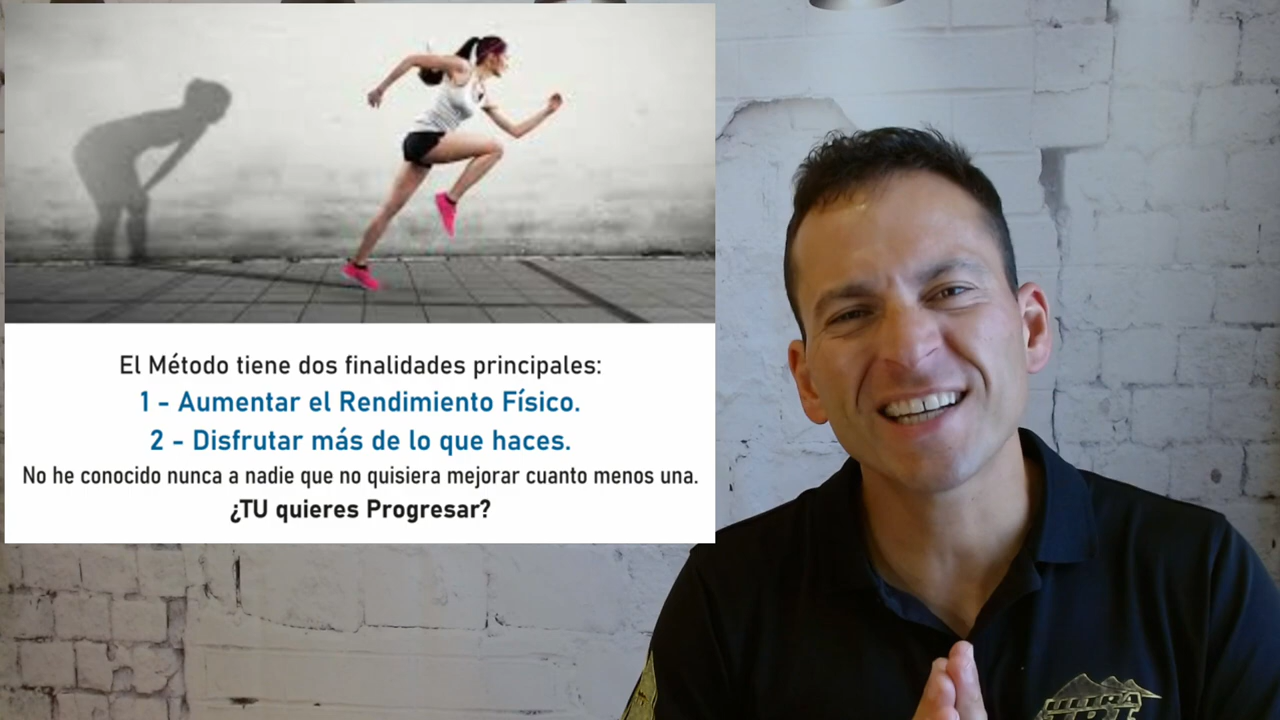 El Método tiene dos finalidades principales:
1 - Aumentar el Rendimiento Físico.
2 - Disfrutar más de lo que haces.
No he conocido nunca a nadie que no quisiera mejorar cuanto menos una.
¿TU quieres Progresar?
ULTRA